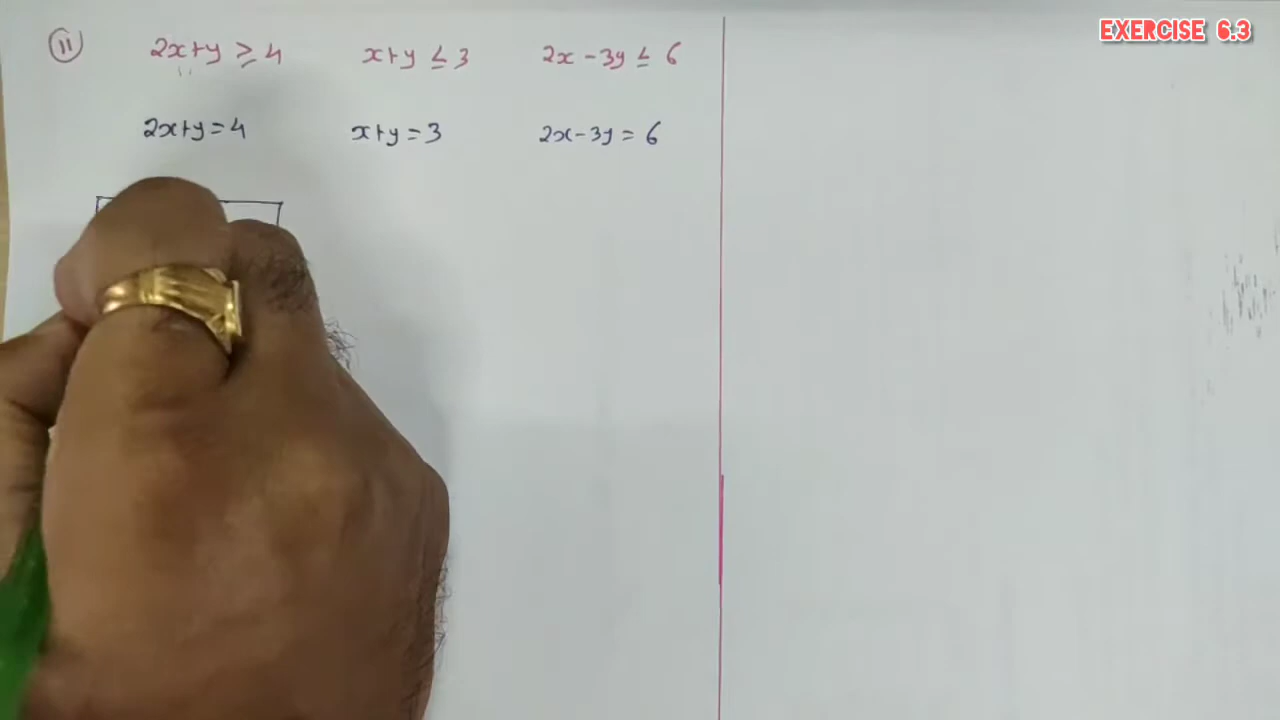 EXERCISE 6.3
11 2x+y ≥ 4 x+y ≤ 3 2x - 3y ≤ 6
2x+y = 4 x+y = 3 2x - 3y = 6